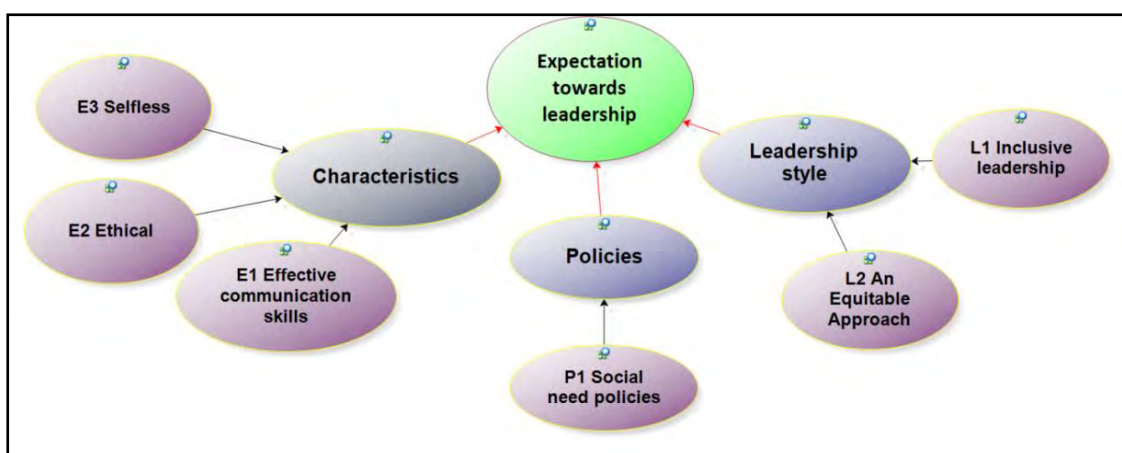 Expectation
towards
leadership
E3 Selfless
Characteristics
Leadership
style
L1 Inclusive
leadership
E2 Ethical
E1 Effective
communication
skills
Policies
L2 An
Equitable
Approach
P1 Social
need policies